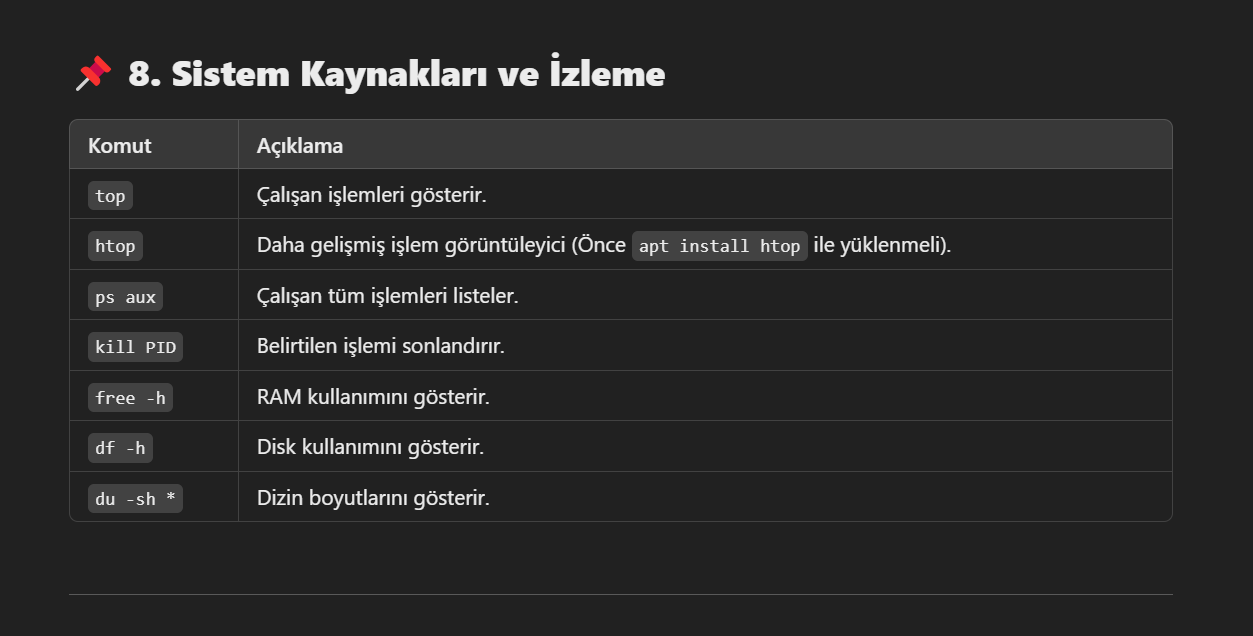 📌 8. Sistem Kaynakları ve İzleme
Komut Açıklama
top Çalışan işlemleri gösterir.
htop Daha gelişmiş işlem görüntüleyici (Önce apt install htop ile yüklenmeli).
ps aux Çalışan tüm işlemleri listeler.
kill PID Belirtilen işlemi sonlandırır.
free -h RAM kullanımını gösterir.
df -h Disk kullanımını gösterir.
du -sh * Dizin boyutlarını gösterir.